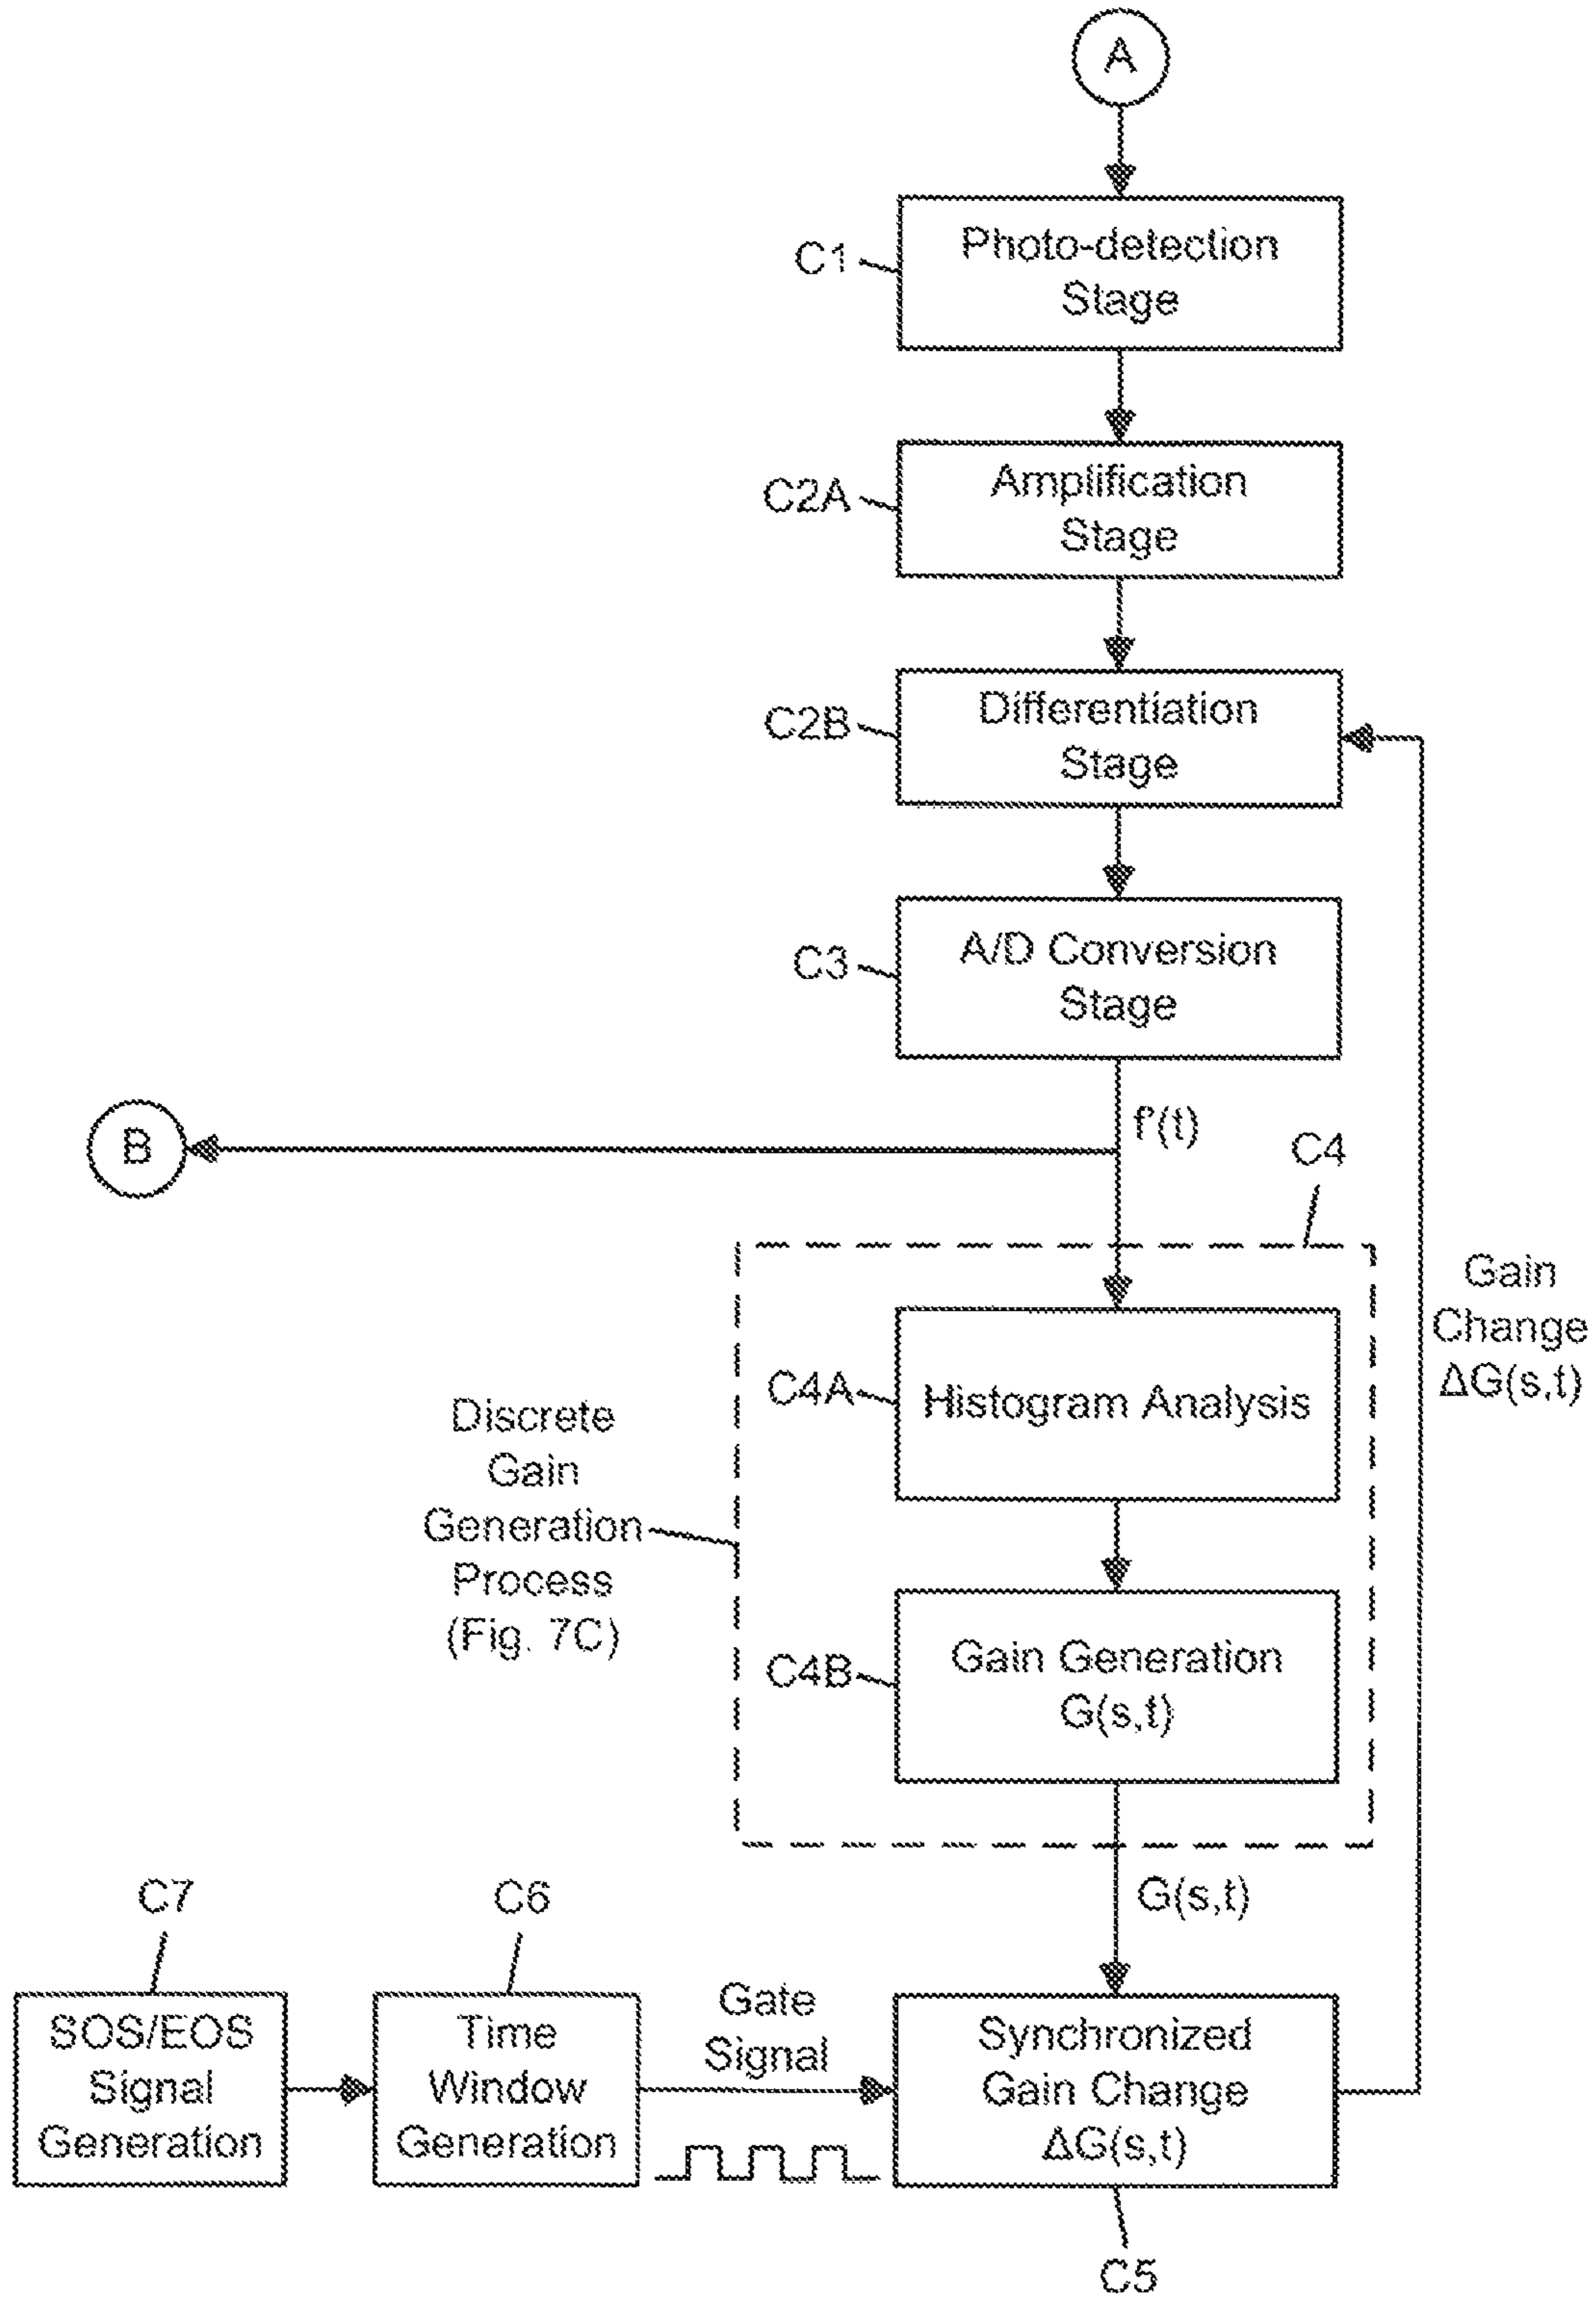 A
C1
Photo-detection
Stage
C2A
Amplification
Stage
C2B
Differentiation
Stage
C3
A/D Conversion
Stage
f'(t)
B
C4
Gain
Change
ΔG(s,t)
C4A
Histogram Analysis
Discrete
Gain
Generation
Process
(Fig. 7C)
C4B
Gain Generation
G(s,t)
G(s,t)
C7
SOS/EOS
Signal
Generation
C6
Time
Window
Generation
Gate
Signal
Synchronized
Gain Change
ΔG(s,t)
C5